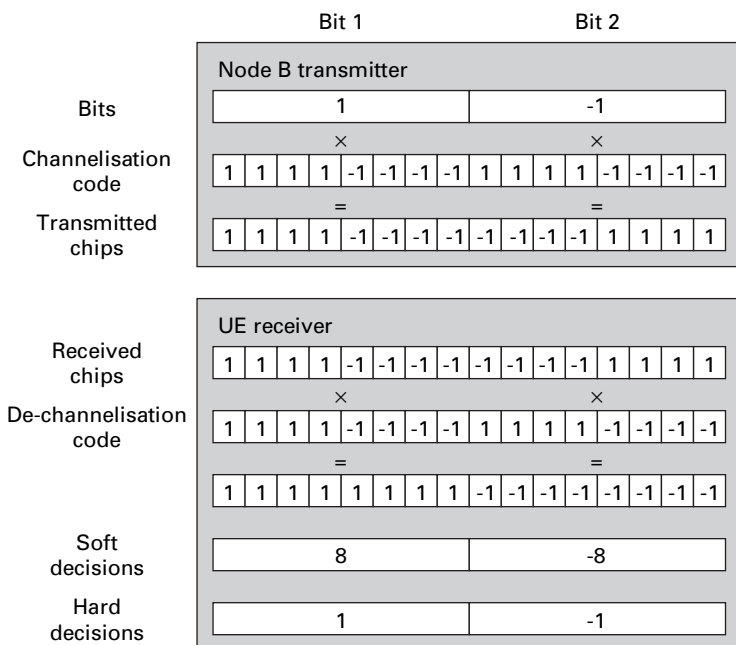 Bit 1 Bit 2
Node B transmitter
Bits 1 -1
× ×
Channelisation
code
1 1 1 1 -1 -1 -1 -1 1 1 1 1 -1 -1 -1 -1
= =
Transmitted
chips
1 1 1 1 -1 -1 -1 -1 -1 -1 -1 -1 1 1 1 1
UE receiver
Received
chips
1 1 1 1 -1 -1 -1 -1 -1 -1 -1 -1 1 1 1 1
× ×
De-channelisation
code
1 1 1 1 -1 -1 -1 -1 1 1 1 1 -1 -1 -1 -1
= =
1 1 1 1 1 1 1 1 -1 -1 -1 -1 -1 -1 -1 -1
Soft
decisions
8 -8
Hard
decisions
1 -1